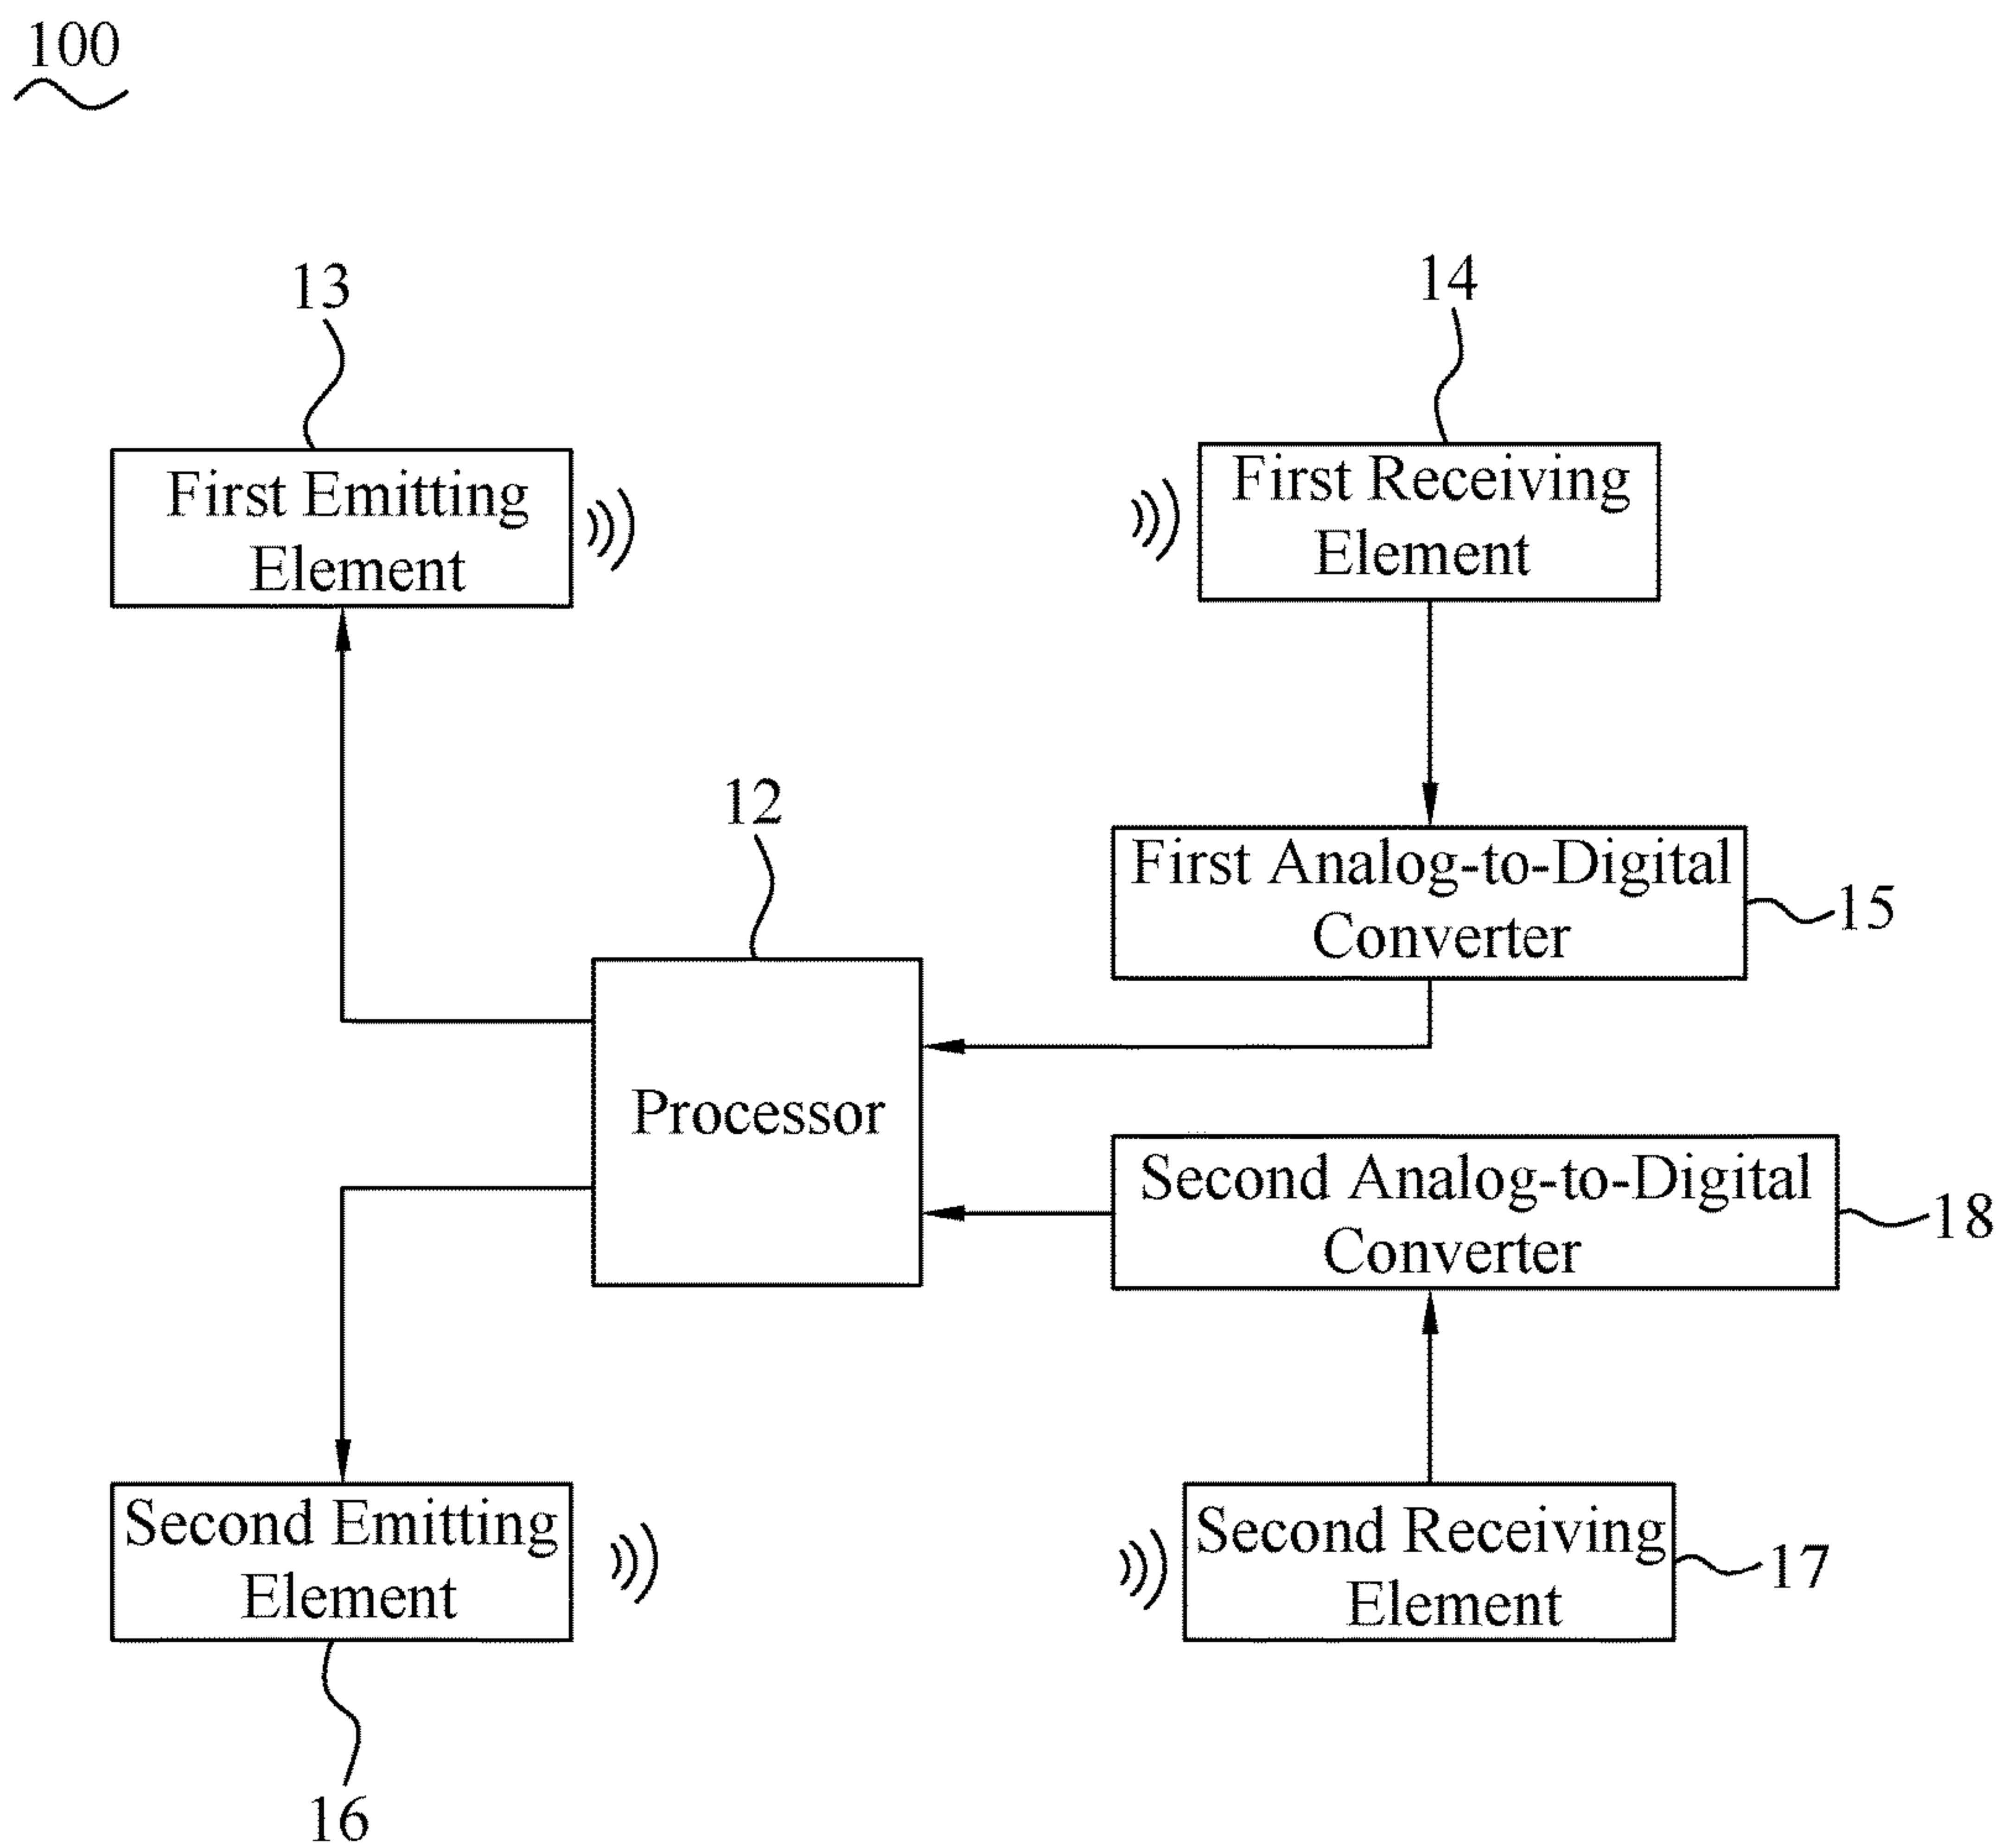 100
13
14
First Emitting
Element
First Receiving
Element
12
First Analog-to-Digital
Converter
15
Processor
Second Analog-to-Digital
Converter
18
Second Emitting
Element
Second Receiving
Element
17
16